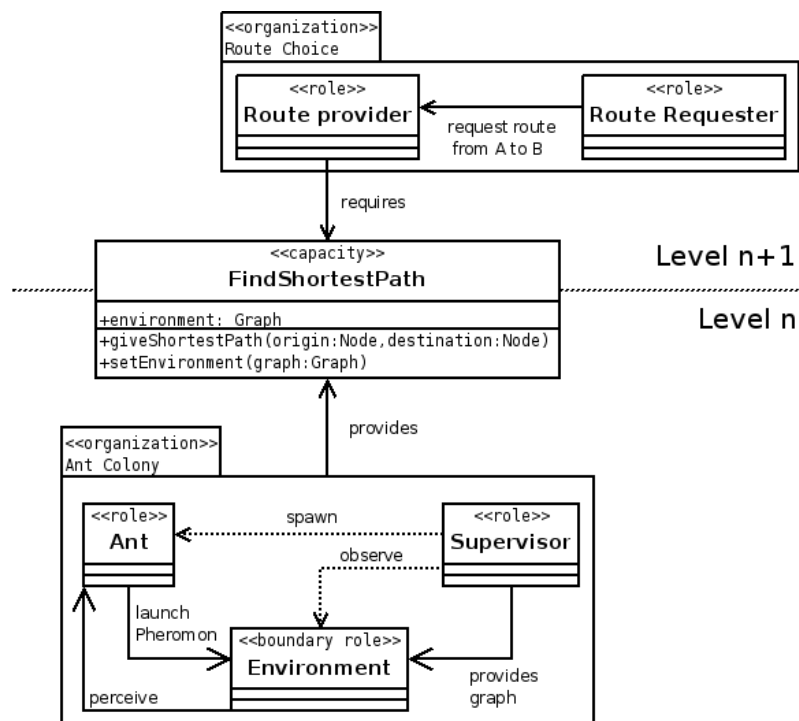 <<organization>>
Route Choice
<<role>>
Route provider
<<role>>
Route Requester
request route
from A to B
requires
<<capacity>>
FindShortestPath
Level n+1
+environment: Graph
+giveShortestPath(origin:Node,destination:Node)
+setEnvironment(graph:Graph)
Level n
provides
<<organization>>
Ant Colony
<<role>>
Ant
spawn
<<role>>
Supervisor
observe
launch
Pheromon
<<boundary role>>
Environment
perceive
provides
graph